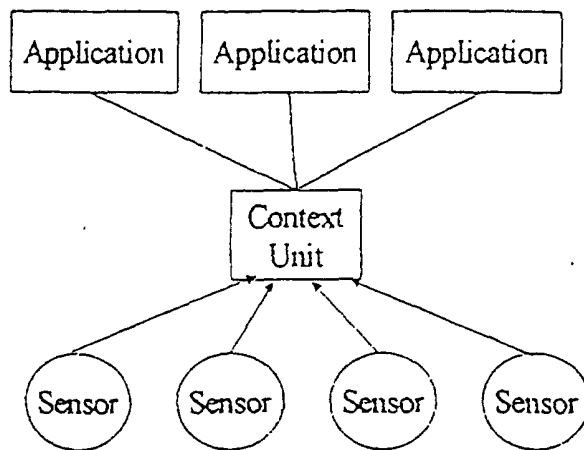 Application Application Application
Context
Unit
Sensor Sensor Sensor Sensor